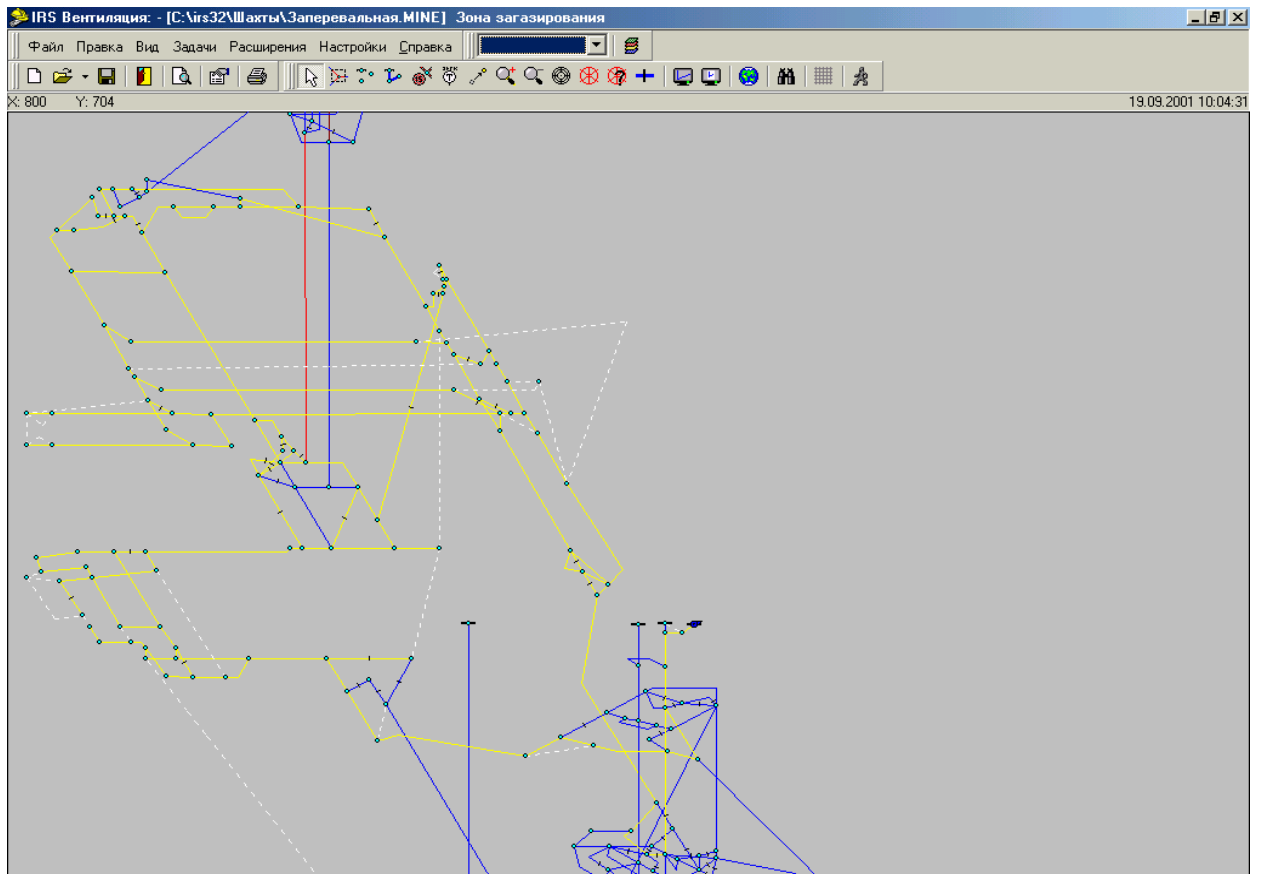 IRS Вентиляция: - [C:\irs32\Шахты\Заперевальная.MINE] Зона загазирования
Файл Правка Вид Задачи Расширения Настройки Справка
X: 800 Y: 704 19.09.2001 10:04:31